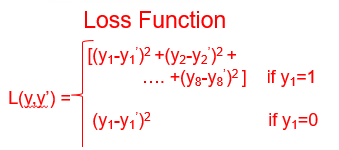 Loss Function
[(y₁-y₁')² +(y₂-y₂')² +
.... +(y₈-y₈')² ] if y₁=1
L(y,y') =
(y₁-y₁')² if y₁=0